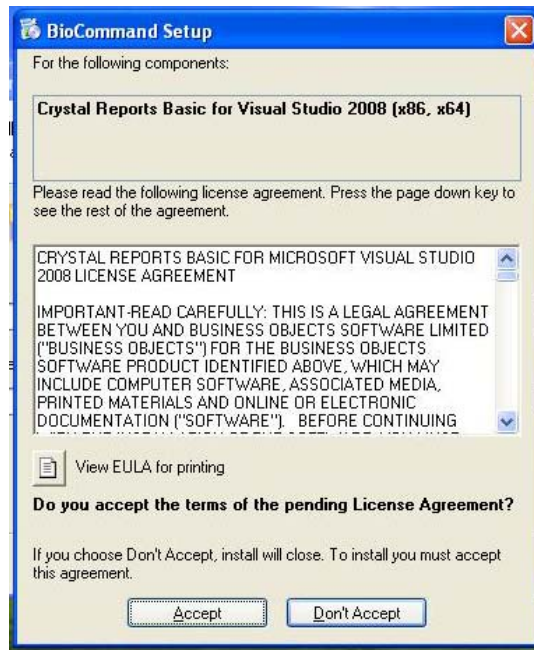 BioCommand Setup
For the following components:
Crystal Reports Basic for Visual Studio 2008 (x86, x64)
Please read the following license agreement. Press the page down key to
see the rest of the agreement.
CRYSTAL REPORTS BASIC FOR MICROSOFT VISUAL STUDIO
2008 LICENSE AGREEMENT
IMPORTANT-READ CAREFULLY: THIS IS A LEGAL AGREEMENT
BETWEEN YOU AND BUSINESS OBJECTS SOFTWARE LIMITED
("BUSINESS OBJECTS") FOR THE BUSINESS OBJECTS
SOFTWARE PRODUCT IDENTIFIED ABOVE, WHICH MAY
INCLUDE COMPUTER SOFTWARE, ASSOCIATED MEDIA,
PRINTED MATERIALS AND ONLINE OR ELECTRONIC
DOCUMENTATION ("SOFTWARE"). BEFORE CONTINUING
View EULA for printing
Do you accept the terms of the pending License Agreement?
If you choose Don't Accept, install will close. To install you must accept
this agreement.
Accept
Don't Accept